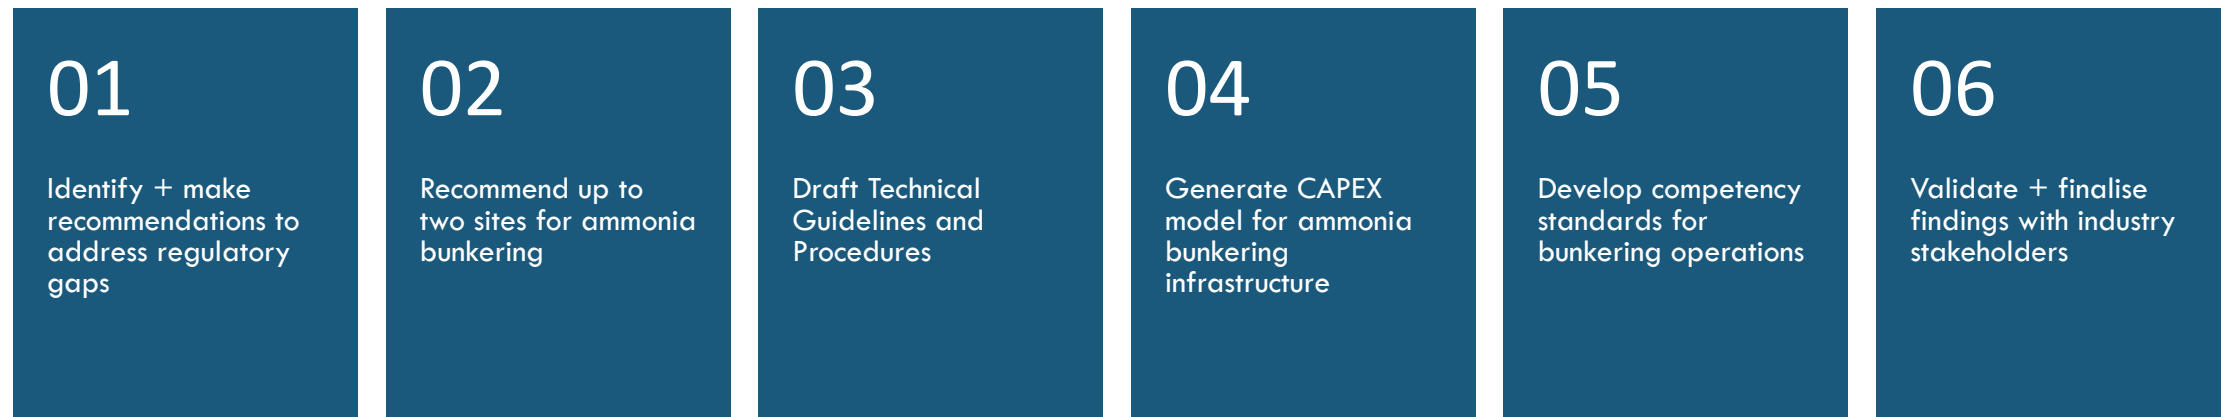 01
Identify + make
recommendations to
address regulatory
gaps
02
Recommend up to
two sites for ammonia
bunkering
03
Draft Technical
Guidelines and
Procedures
04
Generate CAPEX
model for ammonia
bunkering
infrastructure
05
Develop competency
standards for
bunkering operations
06
Validate + finalise
findings with industry
stakeholders